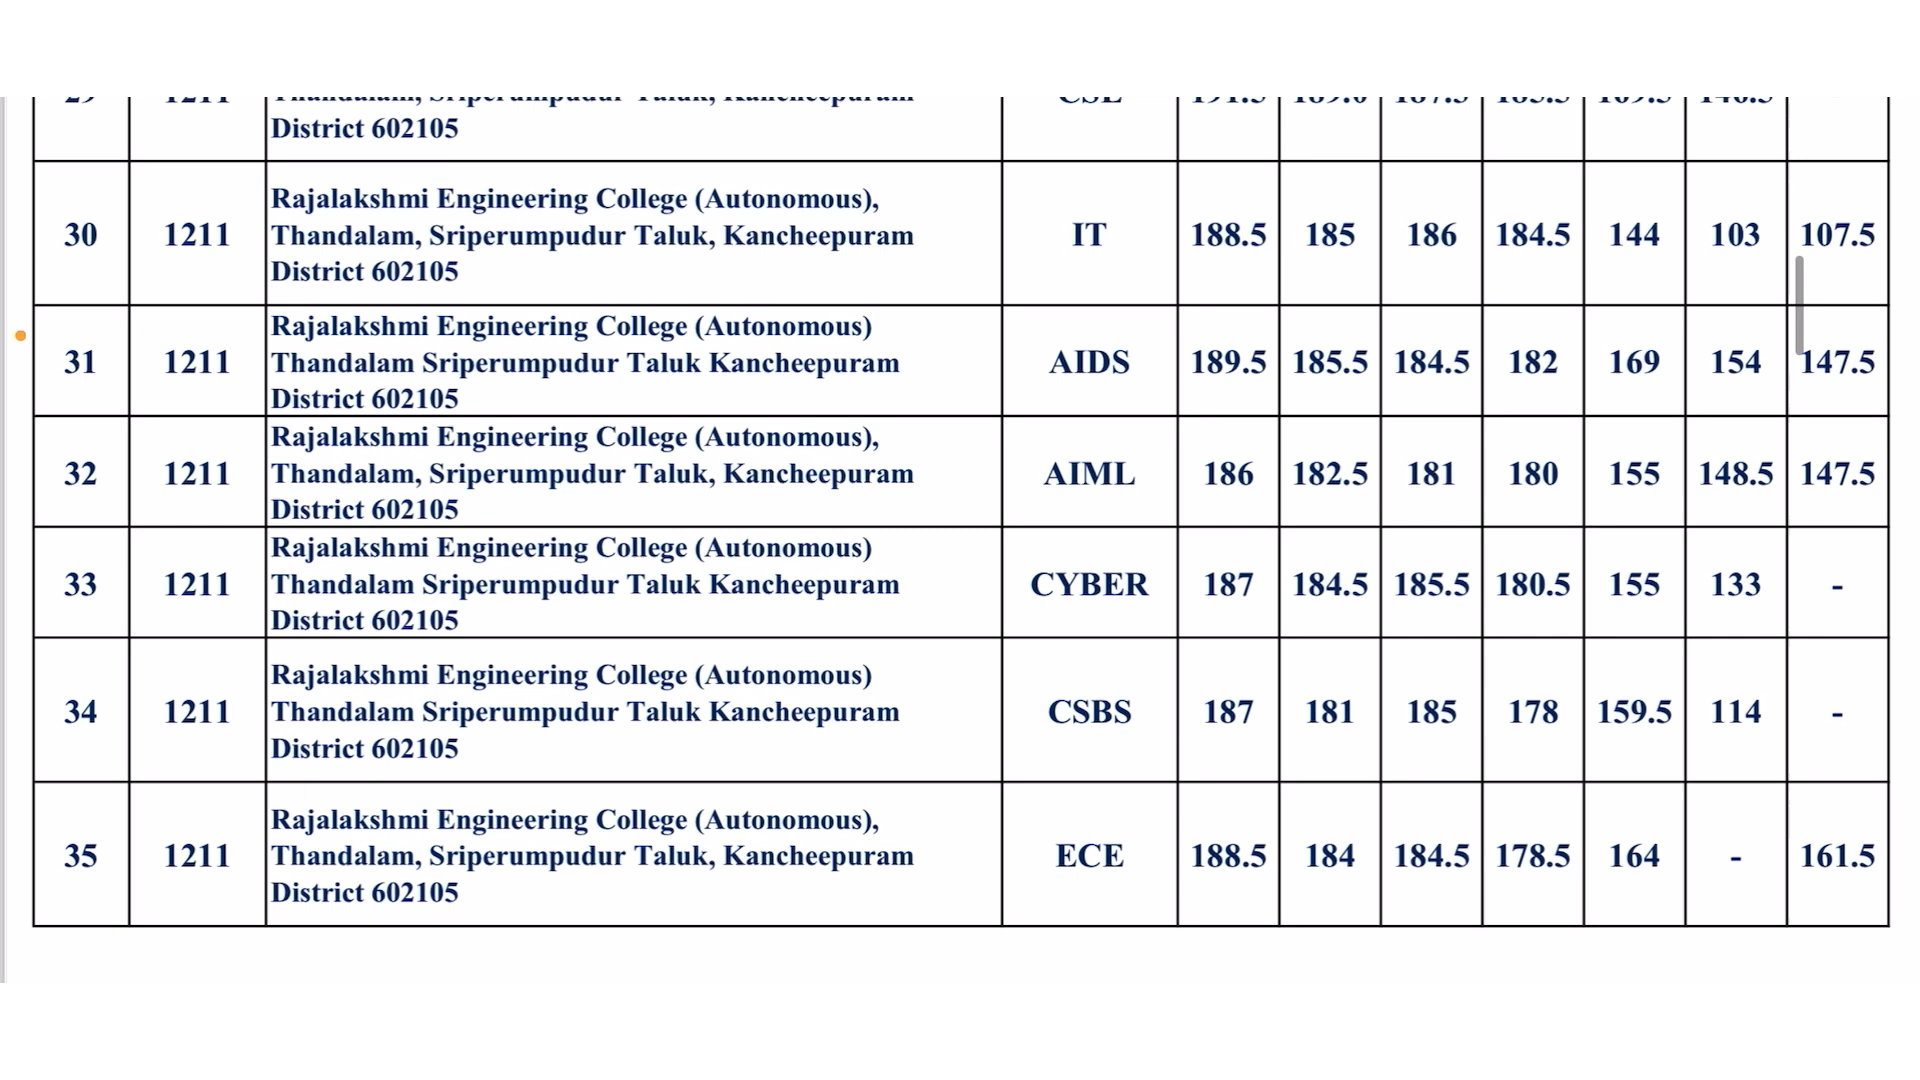 District 602105
30 1211 Rajalakshmi Engineering College (Autonomous), Thandalam, Sriperumpudur Taluk, Kancheepuram District 602105 IT 188.5 185 186 184.5 144 103 107.5
31 1211 Rajalakshmi Engineering College (Autonomous) Thandalam Sriperumpudur Taluk Kancheepuram District 602105 AIDS 189.5 185.5 184.5 182 169 154 147.5
32 1211 Rajalakshmi Engineering College (Autonomous), Thandalam, Sriperumpudur Taluk, Kancheepuram District 602105 AIML 186 182.5 181 180 155 148.5 147.5
33 1211 Rajalakshmi Engineering College (Autonomous) Thandalam Sriperumpudur Taluk Kancheepuram District 602105 CYBER 187 184.5 185.5 180.5 155 133 -
34 1211 Rajalakshmi Engineering College (Autonomous) Thandalam Sriperumpudur Taluk Kancheepuram District 602105 CSBS 187 181 185 178 159.5 114 -
35 1211 Rajalakshmi Engineering College (Autonomous), Thandalam, Sriperumpudur Taluk, Kancheepuram District 602105 ECE 188.5 184 184.5 178.5 164 - 161.5